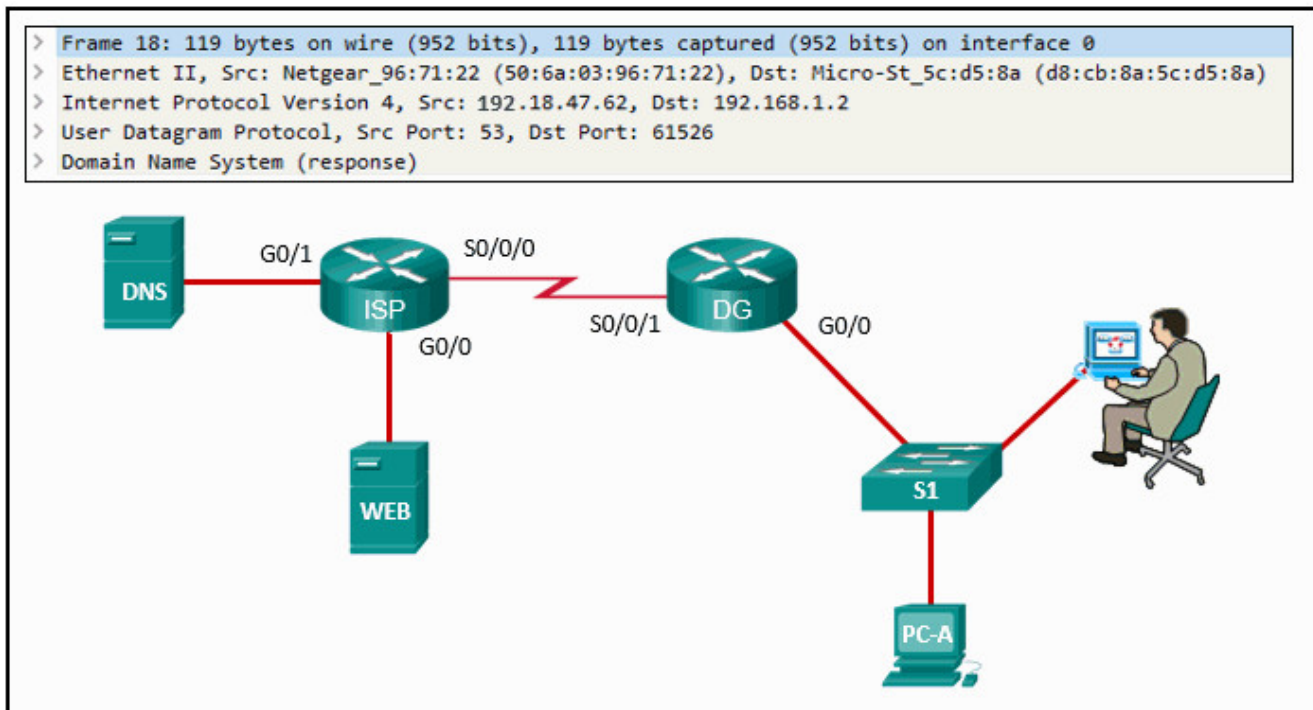 > Frame 18: 119 bytes on wire (952 bits), 119 bytes captured (952 bits) on interface 0
> Ethernet II, Src: Netgear_96:71:22 (50:6a:03:96:71:22), Dst: Micro-St_5c:d5:8a (d8:cb:8a:5c:d5:8a)
> Internet Protocol Version 4, Src: 192.18.47.62, Dst: 192.168.1.2
> User Datagram Protocol, Src Port: 53, Dst Port: 61526
> Domain Name System (response)
G0/1
S0/0/0
DNS
ISP
S0/0/1
DG
G0/0
G0/0
WEB
S1
PC-A